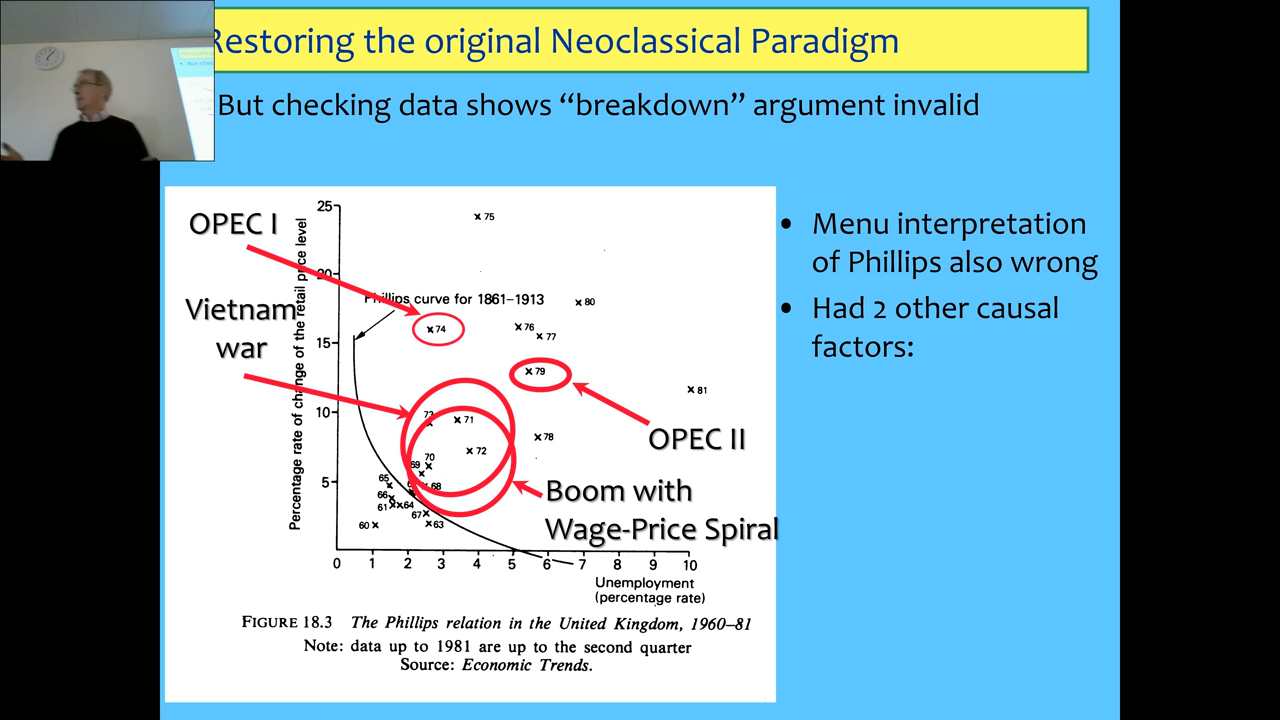 Restoring the original Neoclassical Paradigm
But checking data shows “breakdown” argument invalid
OPEC I
Vietnam
war
OPEC II
Boom with
Wage-Price Spiral
Percentage rate of change of the retail price level
25
20
15
10
5
0 1 2 3 4 5 6 7 8 9 10
Phillips curve for 1861–1913
75
80
74
76
77
79
81
73
71
78
72
70
69
65
68
66
61
64
67
60
63
Unemployment
(percentage rate)
FIGURE 18.3 The Phillips relation in the United Kingdom, 1960–81
Note: data up to 1981 are up to the second quarter
Source: Economic Trends.
• Menu interpretation
of Phillips also wrong
• Had 2 other causal
factors: